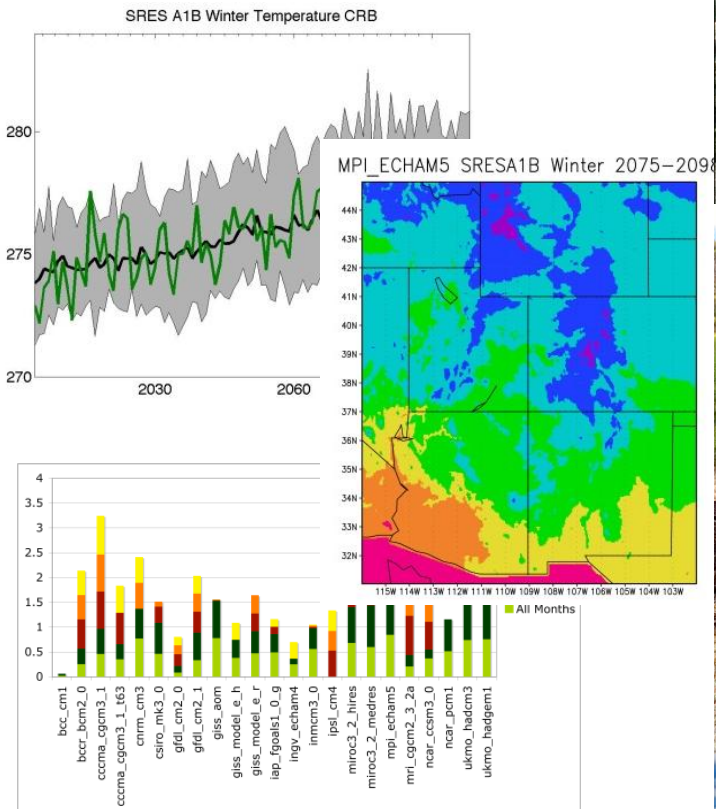 SRES A1B Winter Temperature CRB
280
275
270
2030
2060
MPI_ECHAM5 SRESA1B Winter 2075-2098
44N
43N
42N
41N
40N
39N
38N
37N
36N
35N
34N
33N
32N
115W 114W 113W 112W 111W 110W 109W 108W 107W 106W 105W 104W 103W
4
3.5
3
2.5
2
1.5
1
0.5
0
All Months
bcc_cm1
bccr_bcm2_0
cccma_cgcm3_1
cccma_cgcm3_1_t63
cnrm_cm3
csiro_mk3_0
gfdl_cm2_0
gfdl_cm2_1
giss_aom
giss_model_e_h
giss_model_e_r
iap_fgoals1_0_g
ingv_echam4
inmcm3_0
ipsl_cm4
miroc3_2_hires
miroc3_2_medres
mpi_echam5
mri_cgcm2_3_2a
ncar_ccsm3_0
ncar_pcm1
ukmo_hadcm3
ukmo_hadgem1